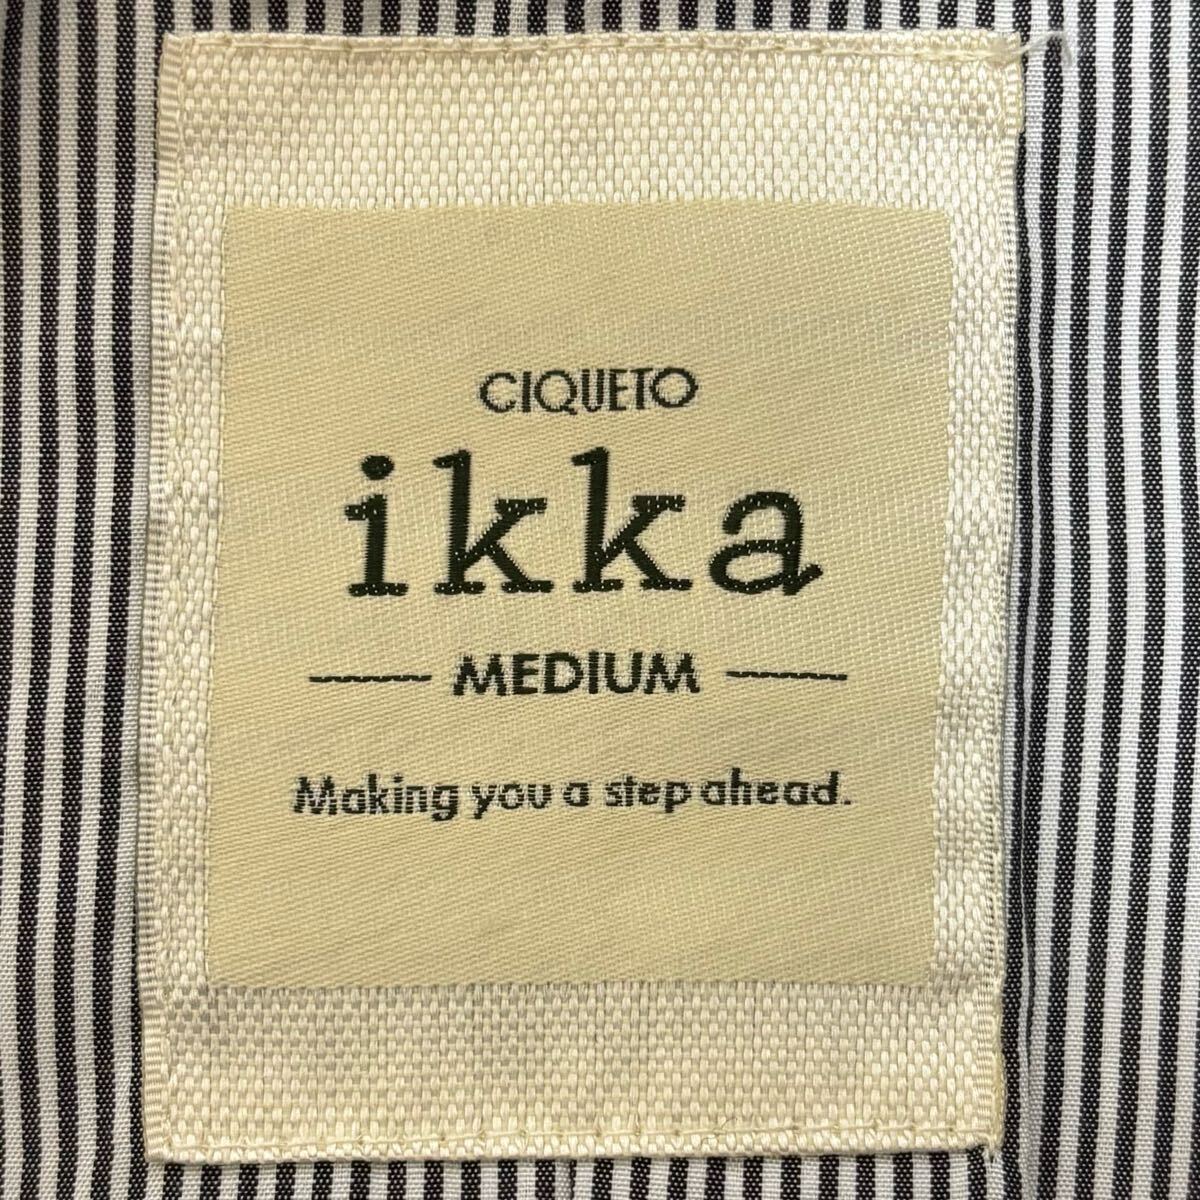 CIQUETO
ikka
MEDIUM
Making you a step ahead.